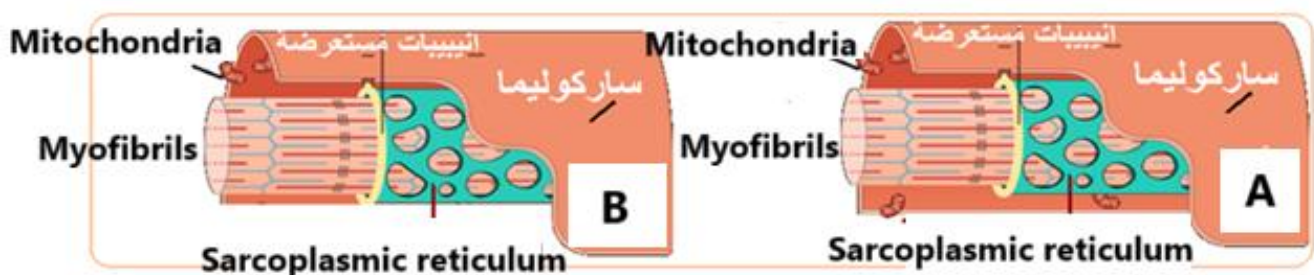 Mitochondria
انيبيبات مستعرضة
ساركوليما
Myofibrils
B
Sarcoplasmic reticulum
Mitochondria
انيبيبات مستعرضة
ساركوليما
Myofibrils
A
Sarcoplasmic reticulum